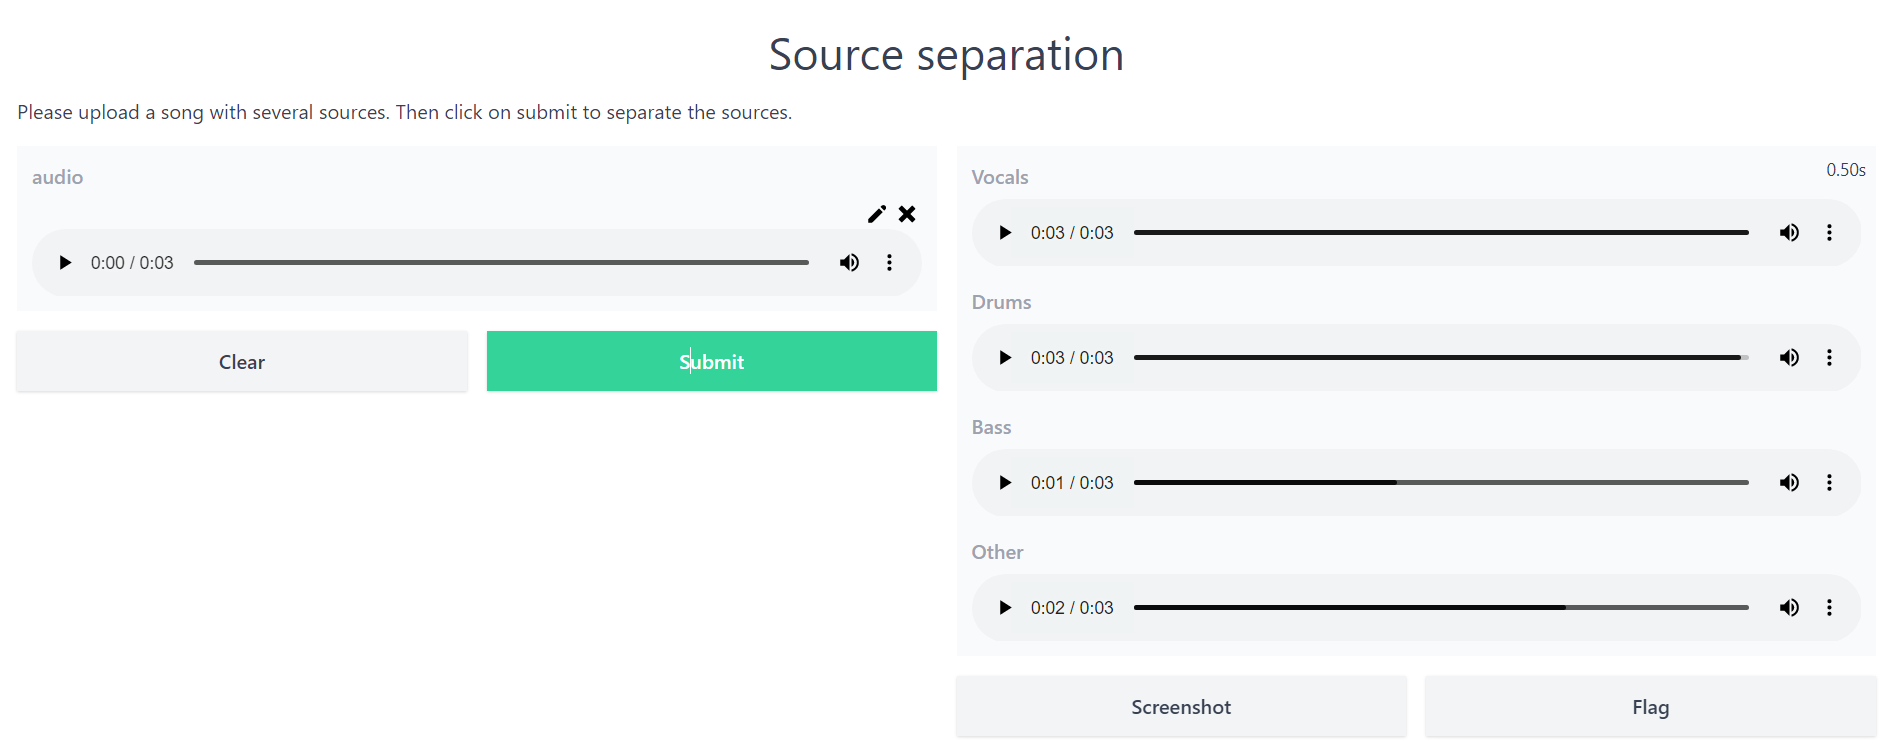 Source separation
Please upload a song with several sources. Then click on submit to separate the sources.
audio
0:00 / 0:03
Clear
Submit
Vocals
0.50s
0:03 / 0:03
Drums
0:03 / 0:03
Bass
0:01 / 0:03
Other
0:02 / 0:03
Screenshot
Flag